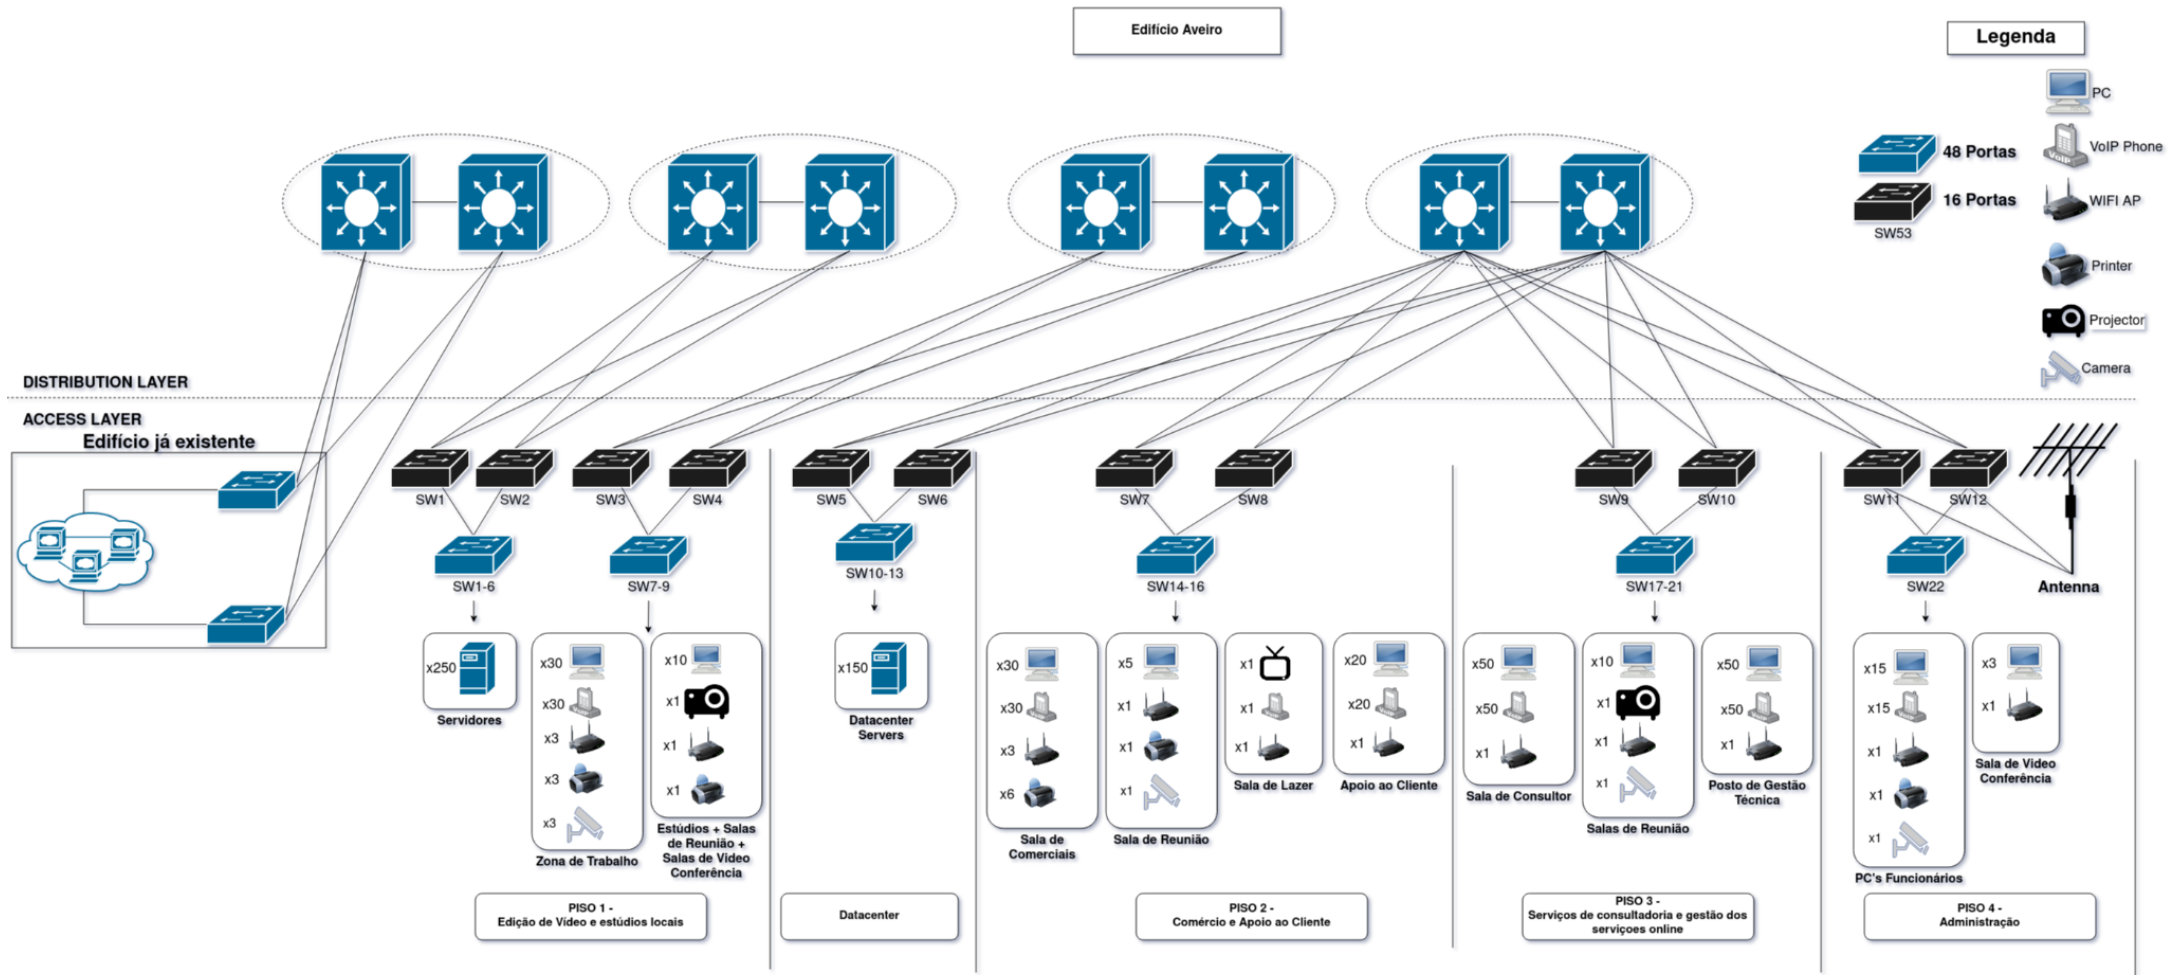 Edifício Aveiro
Legenda
PC
48 Portas
VoIP Phone
VoIP
16 Portas
WIFI AP
SW53
Printer
Projector
Camera
DISTRIBUTION LAYER
ACCESS LAYER
Edifício já existente
SW1
SW2
SW3
SW4
SW5
SW6
SW7
SW8
SW9
SW10
SW11
SW12
SW1-6
SW7-9
SW10-13
SW14-16
SW17-21
SW22
Antenna
x250
Servidores
x30
x30
x3
x3
x3
Zona de Trabalho
x10
x1
x1
x1
Estúdios + Salas
de Reunião +
Salas de Video
Conferência
x150
Datacenter
Servers
x30
x30
x3
x6
Sala de
Comerciais
x5
x1
x1
x1
Sala de Reunião
x1
x1
x1
Sala de Lazer
x20
x20
x1
Apoio ao Cliente
x50
x50
x1
Sala de Consultor
x10
x1
x1
x1
Salas de Reunião
x50
x50
x1
Posto de Gestão
Técnica
x15
x15
x1
x1
x1
PC's Funcionários
x3
x1
Sala de Video
Conferência
PISO 1 -
Edição de Vídeo e estúdios locais
Datacenter
PISO 2 -
Comércio e Apoio ao Cliente
PISO 3 -
Serviços de consultadoria e gestão dos
serviçoes online
PISO 4 -
Administração